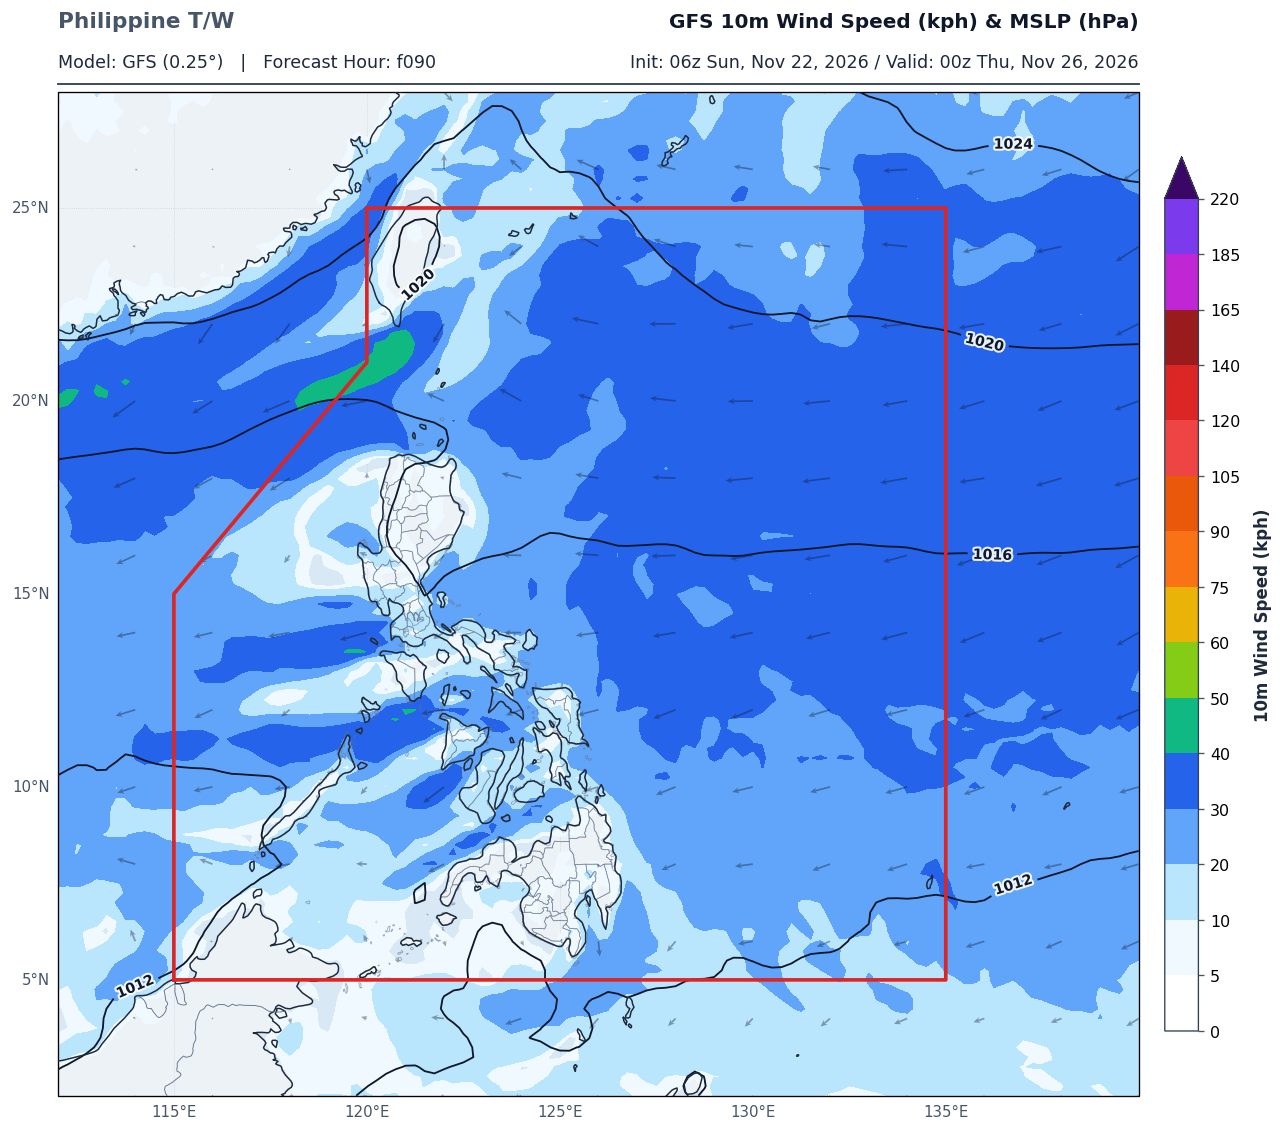 Philippine T/W
GFS 10m Wind Speed (kph) & MSLP (hPa)
Model: GFS (0.25°)   |   Forecast Hour: f090
Init: 06z Sun, Nov 22, 2026 / Valid: 00z Thu, Nov 26, 2026
1024
25°N
1020
1020
20°N
1016
15°N
10°N
1012
1012
5°N
115°E
120°E
125°E
130°E
135°E
220
185
165
140
120
105
90
75
60
50
40
30
20
10
5
0
10m Wind Speed (kph)